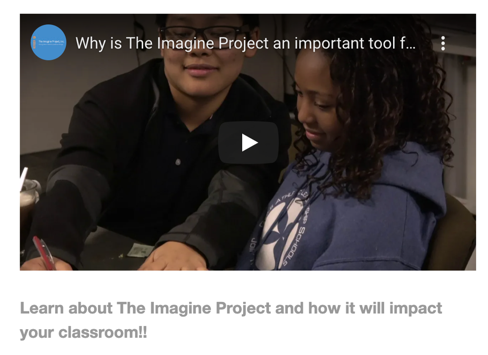 Why is The Imagine Project an important tool f...
Learn about The Imagine Project and how it will impact
your classroom!!